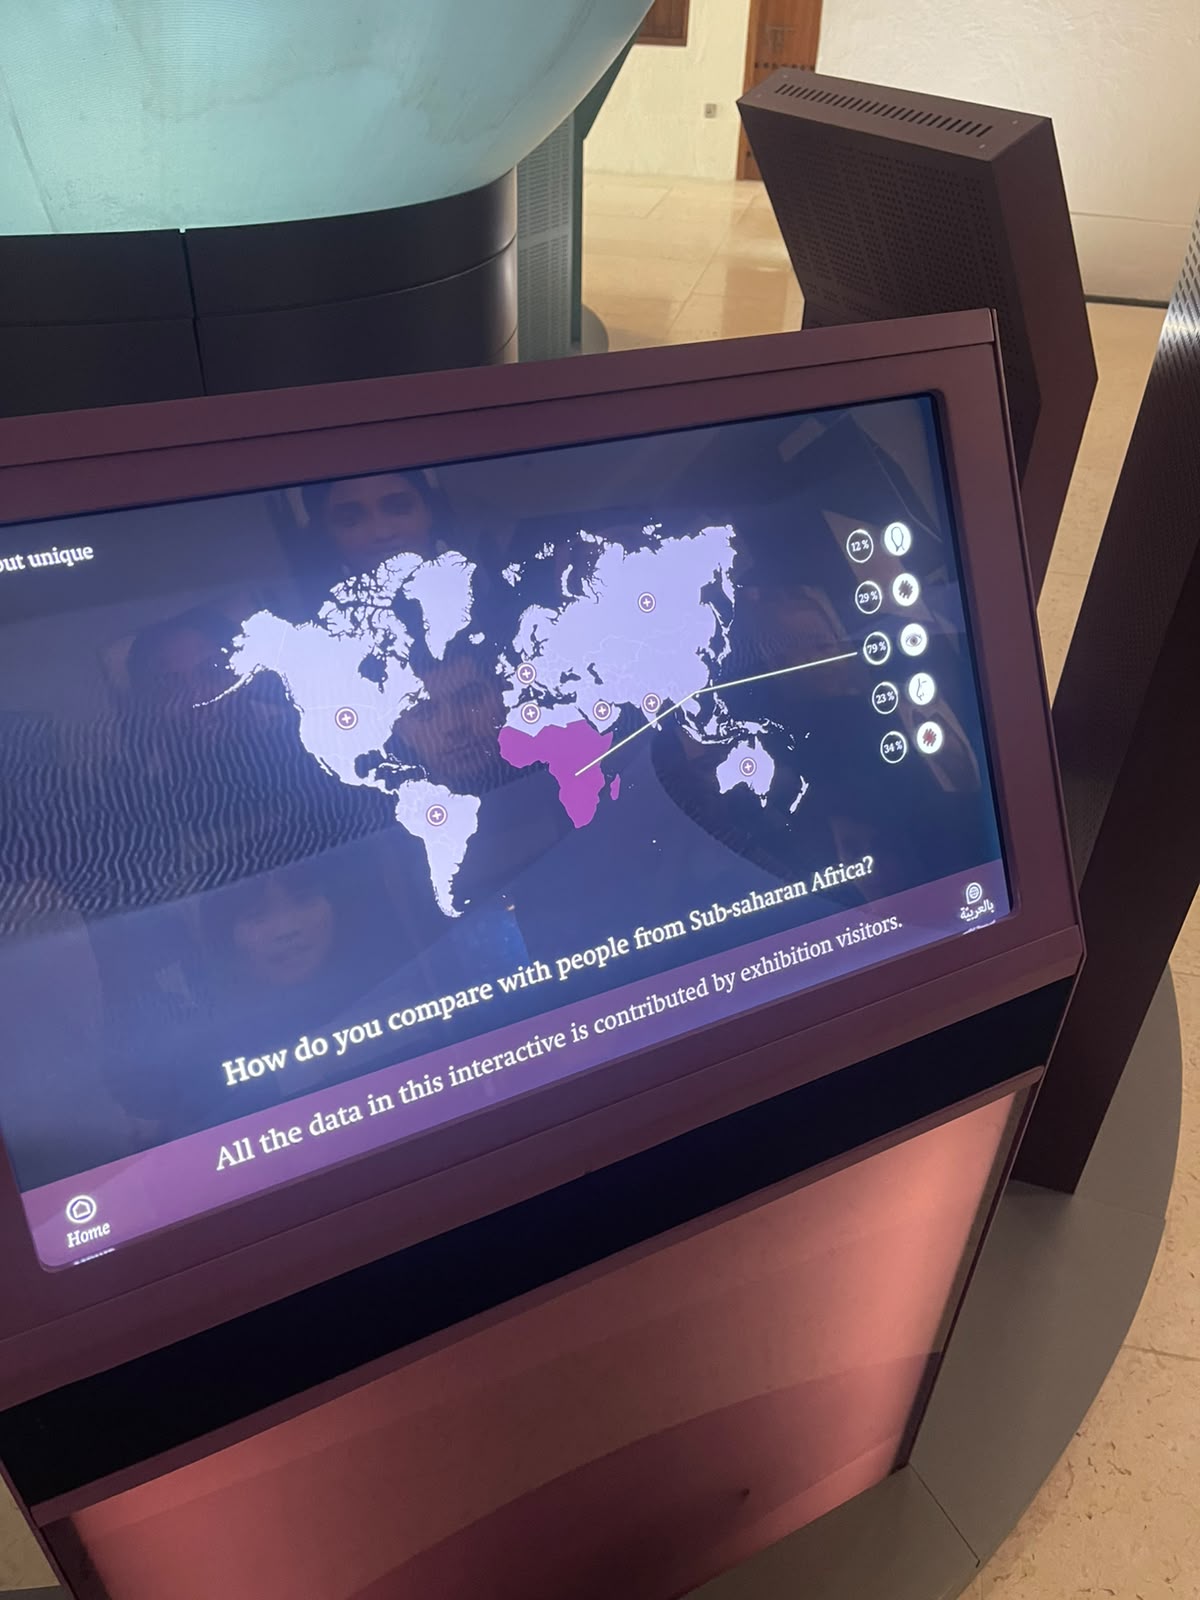 out unique
12 %
29 %
79 %
23 %
34 %
How do you compare with people from Sub-saharan Africa?
All the data in this interactive is contributed by exhibition visitors.
بالعربيّة
Home